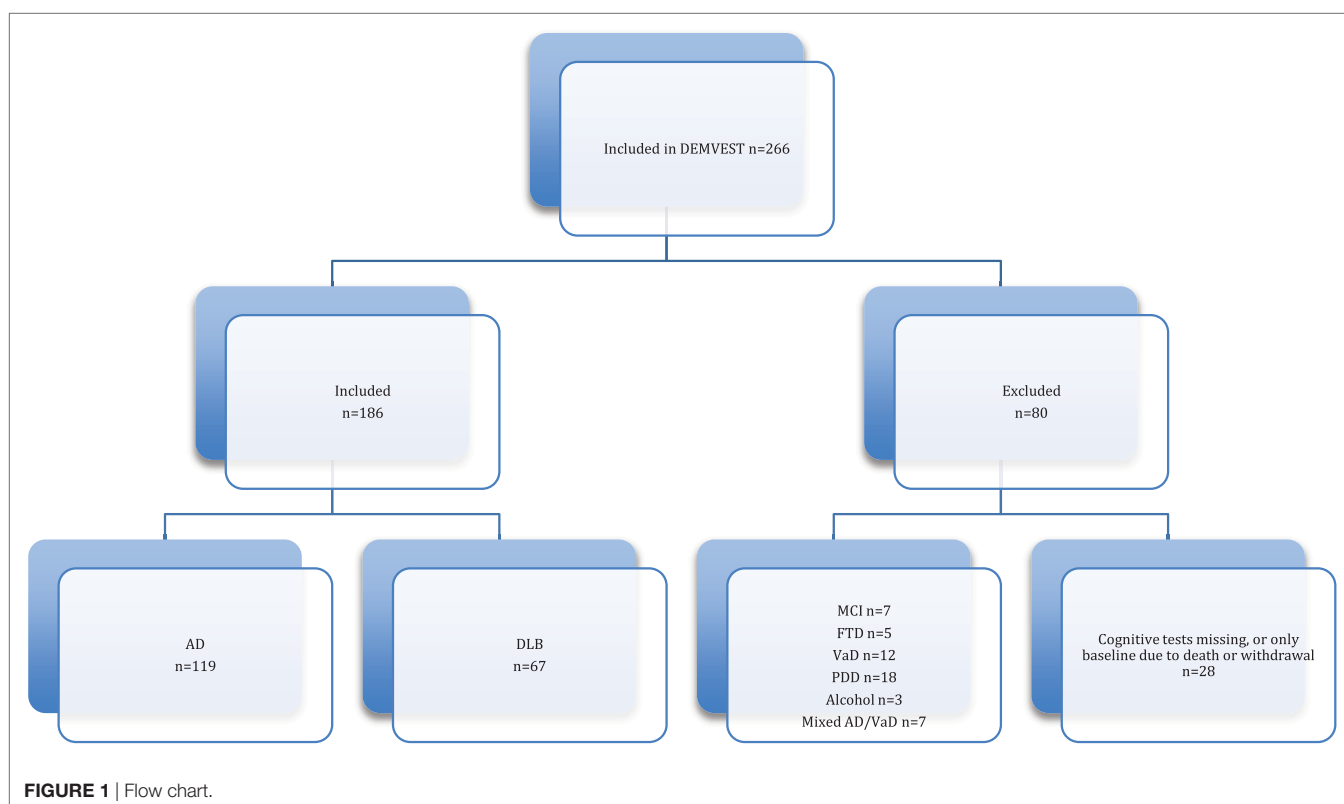 Included in DEMVEST n=266
Included
n=186
Excluded
n=80
AD
n=119
DLB
n=67
MCI n=7
FTD n=5
VaD n=12
PDD n=18
Alcohol n=3
Mixed AD/VaD n=7
Cognitive tests missing, or only
baseline due to death or withdrawal
n=28
FIGURE 1 | Flow chart.